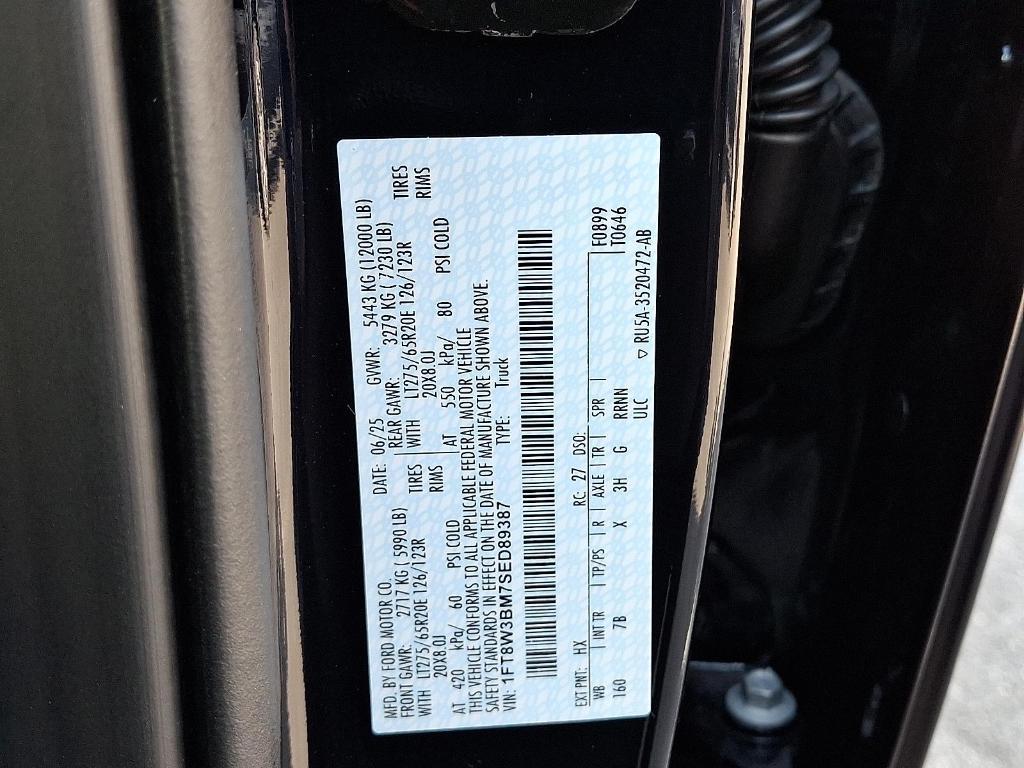 MFD. BY FORD MOTOR CO.
DATE: 06/25 GVWR: 5443 KG (12000 LB)
FRONT GAWR: 2717 KG ( 5990 LB) REAR GAWR: 3279 KG ( 7230 LB)
WITH LT275/65R20E 126/123R TIRES WITH LT275/65R20E 126/123R TIRES
20X8.0J RIMS 20X8.0J RIMS
AT 420 kPa/ 60 PSI COLD AT 550 kPa/ 80 PSI COLD
THIS VEHICLE CONFORMS TO ALL APPLICABLE FEDERAL MOTOR VEHICLE
SAFETY STANDARDS IN EFFECT ON THE DATE OF MANUFACTURE SHOWN ABOVE.
VIN: 1FT8W3BM7SED89387 TYPE: Truck
EXT PNT: HX RC: 27 DSO: F0899
WB INT TR TP/PS R AXLE TR SPR T0646
160 7B X 3H G RRNN
ULC ▽ RU5A-3520472-AB